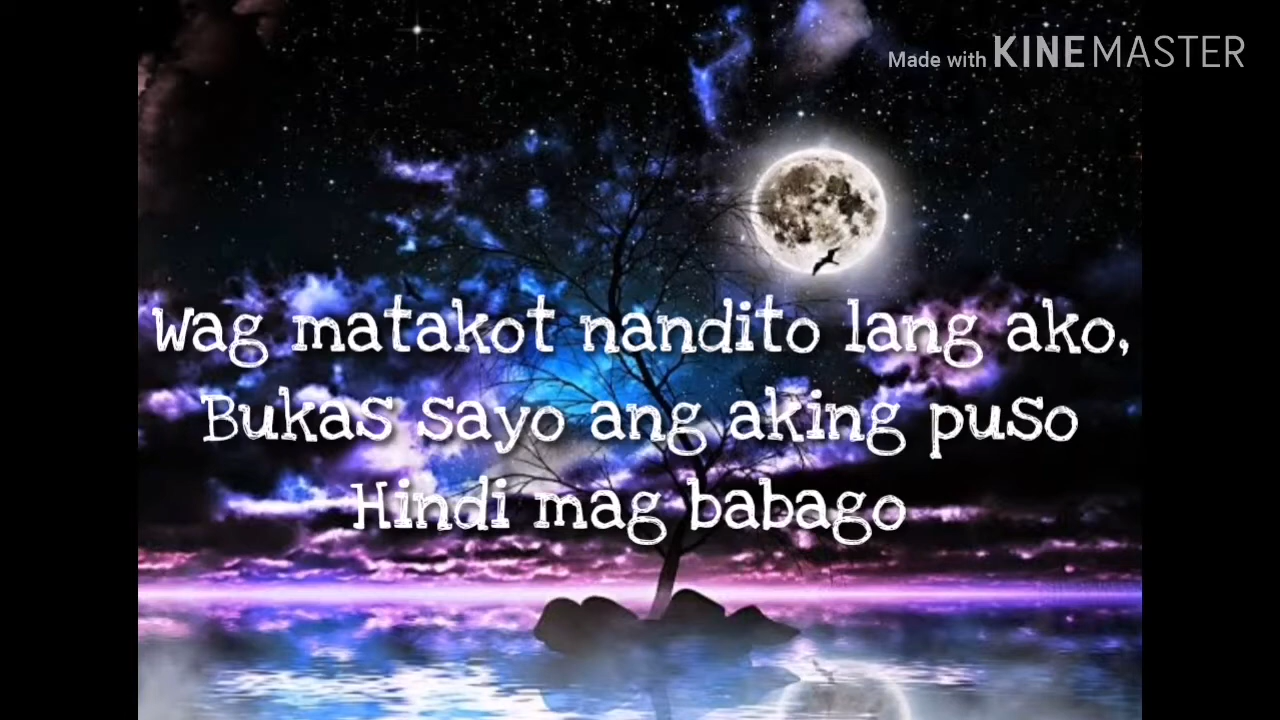 Made with KINEMASTER
Wag matakot nandito lang ako,
Bukas sayo ang aking puso
Hindi mag babago